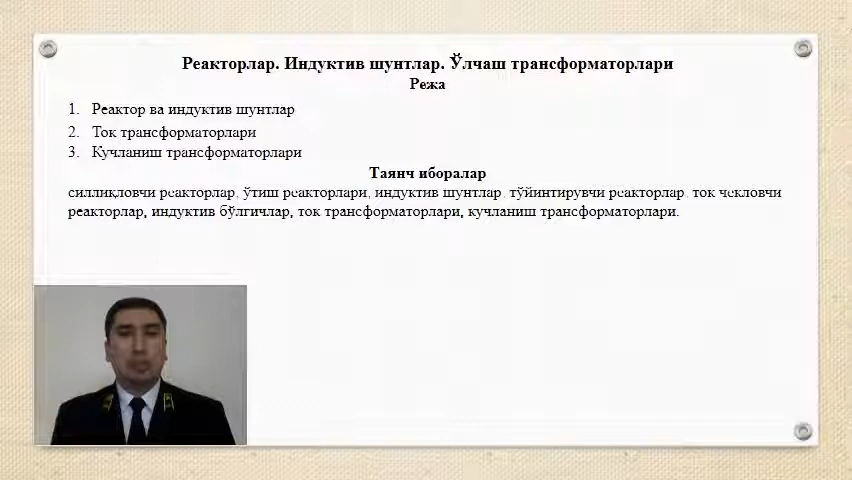 Реакторлар. Индуктив шунтлар. Ўлчаш трансформаторлари
Режа
1. Реактор ва индуктив шунтлар
2. Ток трансформаторлари
3. Кучланиш трансформаторлари
Таянч иборалар
силлиқловчи реакторлар, ўтиш реакторлари, индуктив шунтлар, тўйинтирувчи реакторлар, ток чекловчи
реакторлар, индуктив бўлгичлар, ток трансформаторлари, кучланиш трансформаторлари.